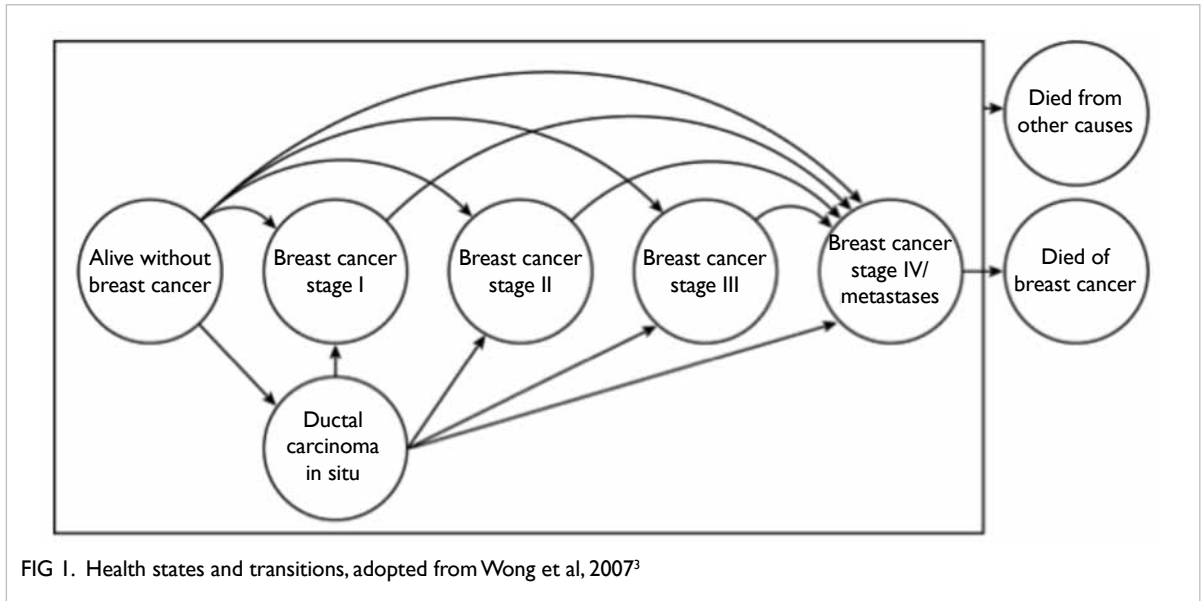 Died from
other causes
Alive without
breast cancer
Breast cancer
stage I
Breast cancer
stage II
Breast cancer
stage III
Breast cancer
stage IV/
metastases
Died of
breast cancer
Ductal
carcinoma
in situ
FIG 1. Health states and transitions, adopted from Wong et al, 2007³